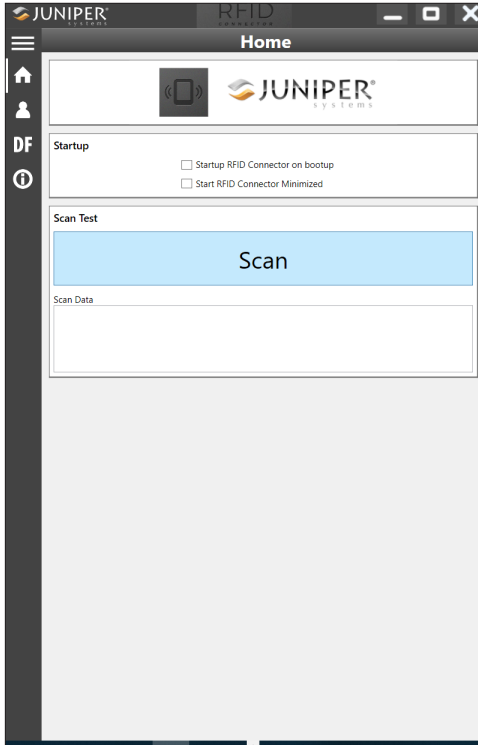 JUNIPER® systems
RFID
CONNECTOR
Home
JUNIPER®
systems
DF
Startup
Startup RFID Connector on bootup
Start RFID Connector Minimized
Scan Test
Scan
Scan Data